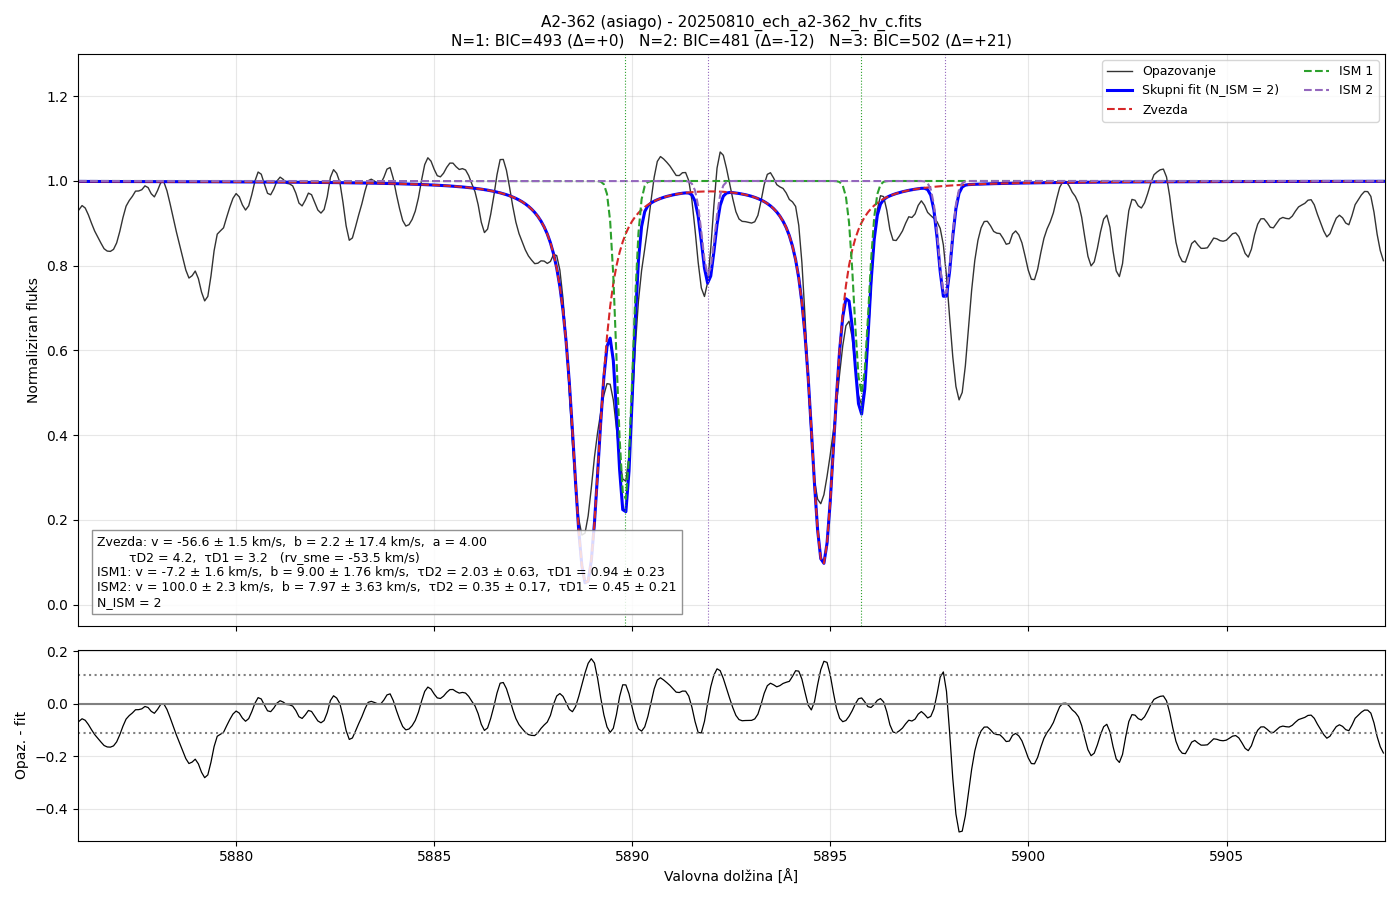 A2-362 (asiago) - 20250810_ech_a2-362_hv_c.fits
N=1: BIC=493 (Δ=+0)   N=2: BIC=481 (Δ=-12)   N=3: BIC=502 (Δ=+21)
Opazovanje
Skupni fit (N_ISM = 2)
Zvezda
ISM 1
ISM 2
Normaliziran fluks
1.2
1.0
0.8
0.6
0.4
0.2
0.0
Zvezda: v = -56.6 ± 1.5 km/s,  b = 2.2 ± 17.4 km/s,  a = 4.00
τD2 = 4.2,  τD1 = 3.2   (rv_sme = -53.5 km/s)
ISM1: v = -7.2 ± 1.6 km/s,  b = 9.00 ± 1.76 km/s,  τD2 = 2.03 ± 0.63,  τD1 = 0.94 ± 0.23
ISM2: v = 100.0 ± 2.3 km/s,  b = 7.97 ± 3.63 km/s,  τD2 = 0.35 ± 0.17,  τD1 = 0.45 ± 0.21
N_ISM = 2
Opaz. - fit
0.2
0.0
−0.2
−0.4
5880
5885
5890
5895
5900
5905
Valovna dolžina [Å]